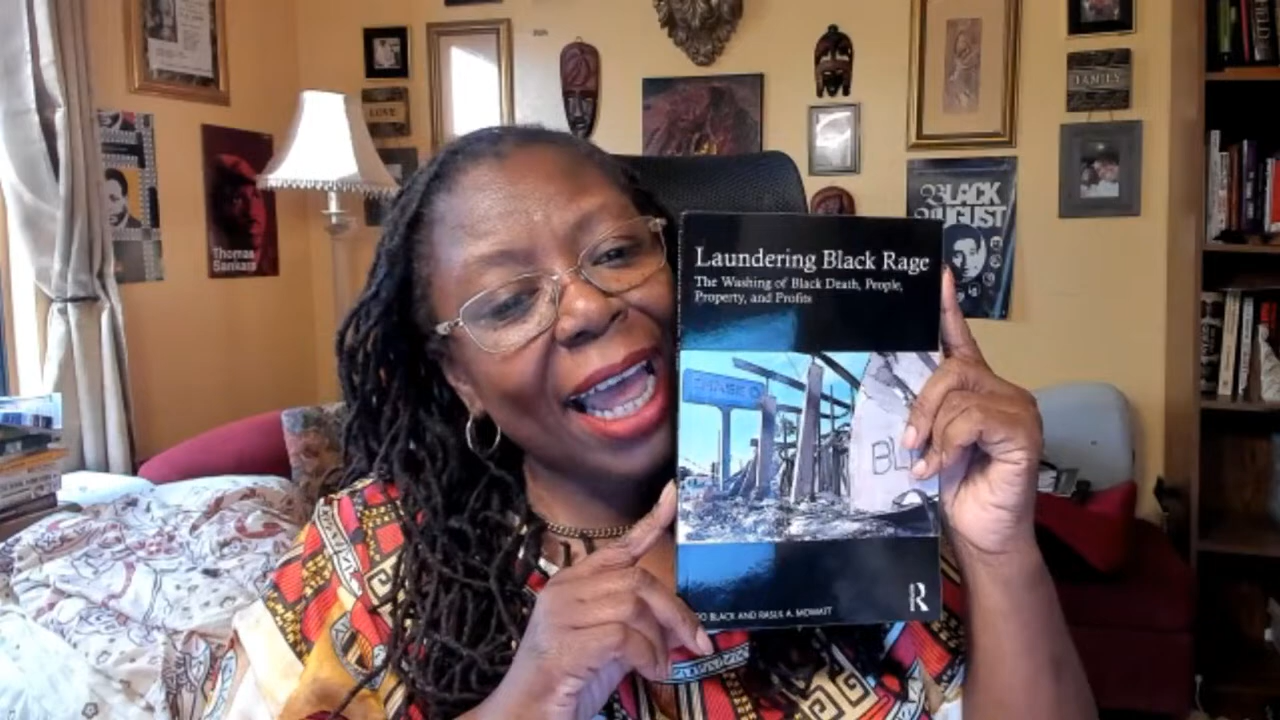 LOVE
FAMILY
Thomas
Sankara
BLACK
AUGUST
Laundering Black Rage
The Washing of Black Death, People,
Property, and Profits
BL
R
BLACK AND RASUL A. MOWATT